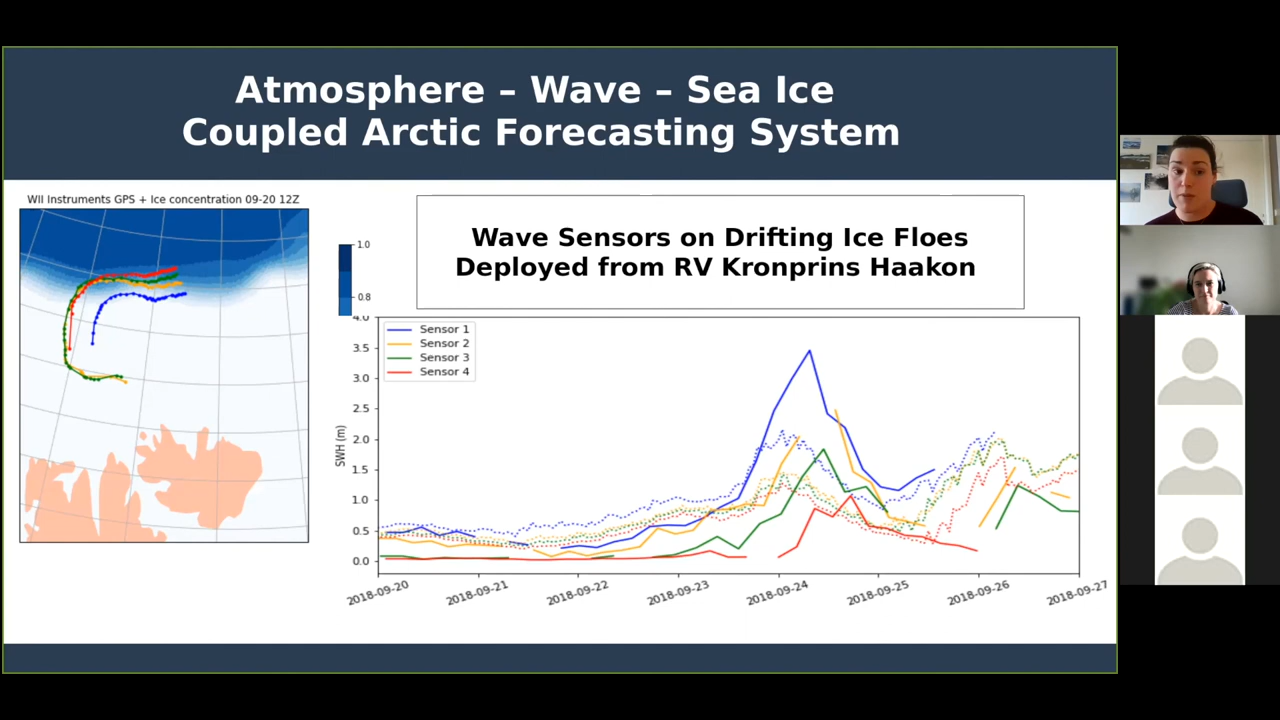 Atmosphere – Wave – Sea Ice
Coupled Arctic Forecasting System
WII Instruments GPS + Ice concentration 09-20 12Z
1.0
0.8
Wave Sensors on Drifting Ice Floes
Deployed from RV Kronprins Haakon
4.0
3.5
3.0
2.5
2.0
1.5
1.0
0.5
0.0
SWH (m)
Sensor 1
Sensor 2
Sensor 3
Sensor 4
2018-09-20
2018-09-21
2018-09-22
2018-09-23
2018-09-24
2018-09-25
2018-09-26
2018-09-27